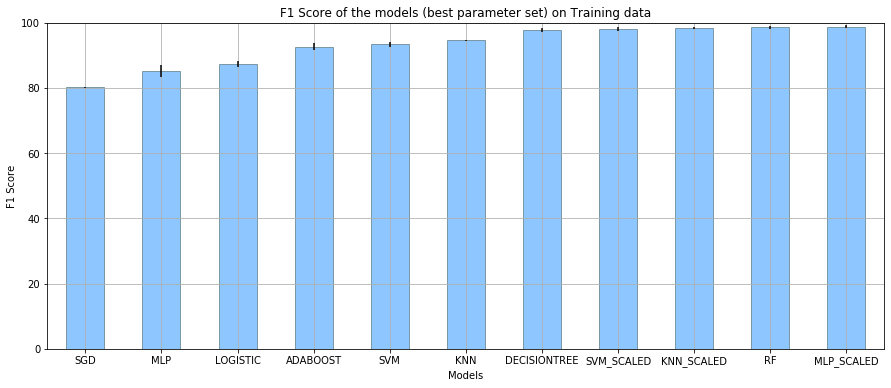 F1 Score of the models (best parameter set) on Training data
100
80
60
40
20
0
F1 Score
SGD MLP LOGISTIC ADABOOST SVM KNN DECISIONTREE SVM_SCALED KNN_SCALED RF MLP_SCALED
Models